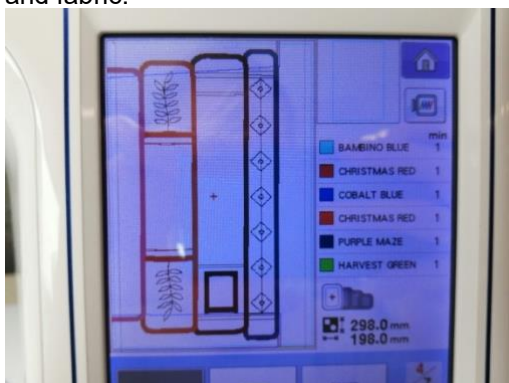 and fabric.
min
BAMBINO BLUE 1
CHRISTMAS RED 1
COBALT BLUE 1
CHRISTMAS RED 1
PURPLE MAZE 1
HARVEST GREEN 1
298.0 mm
198.0 mm